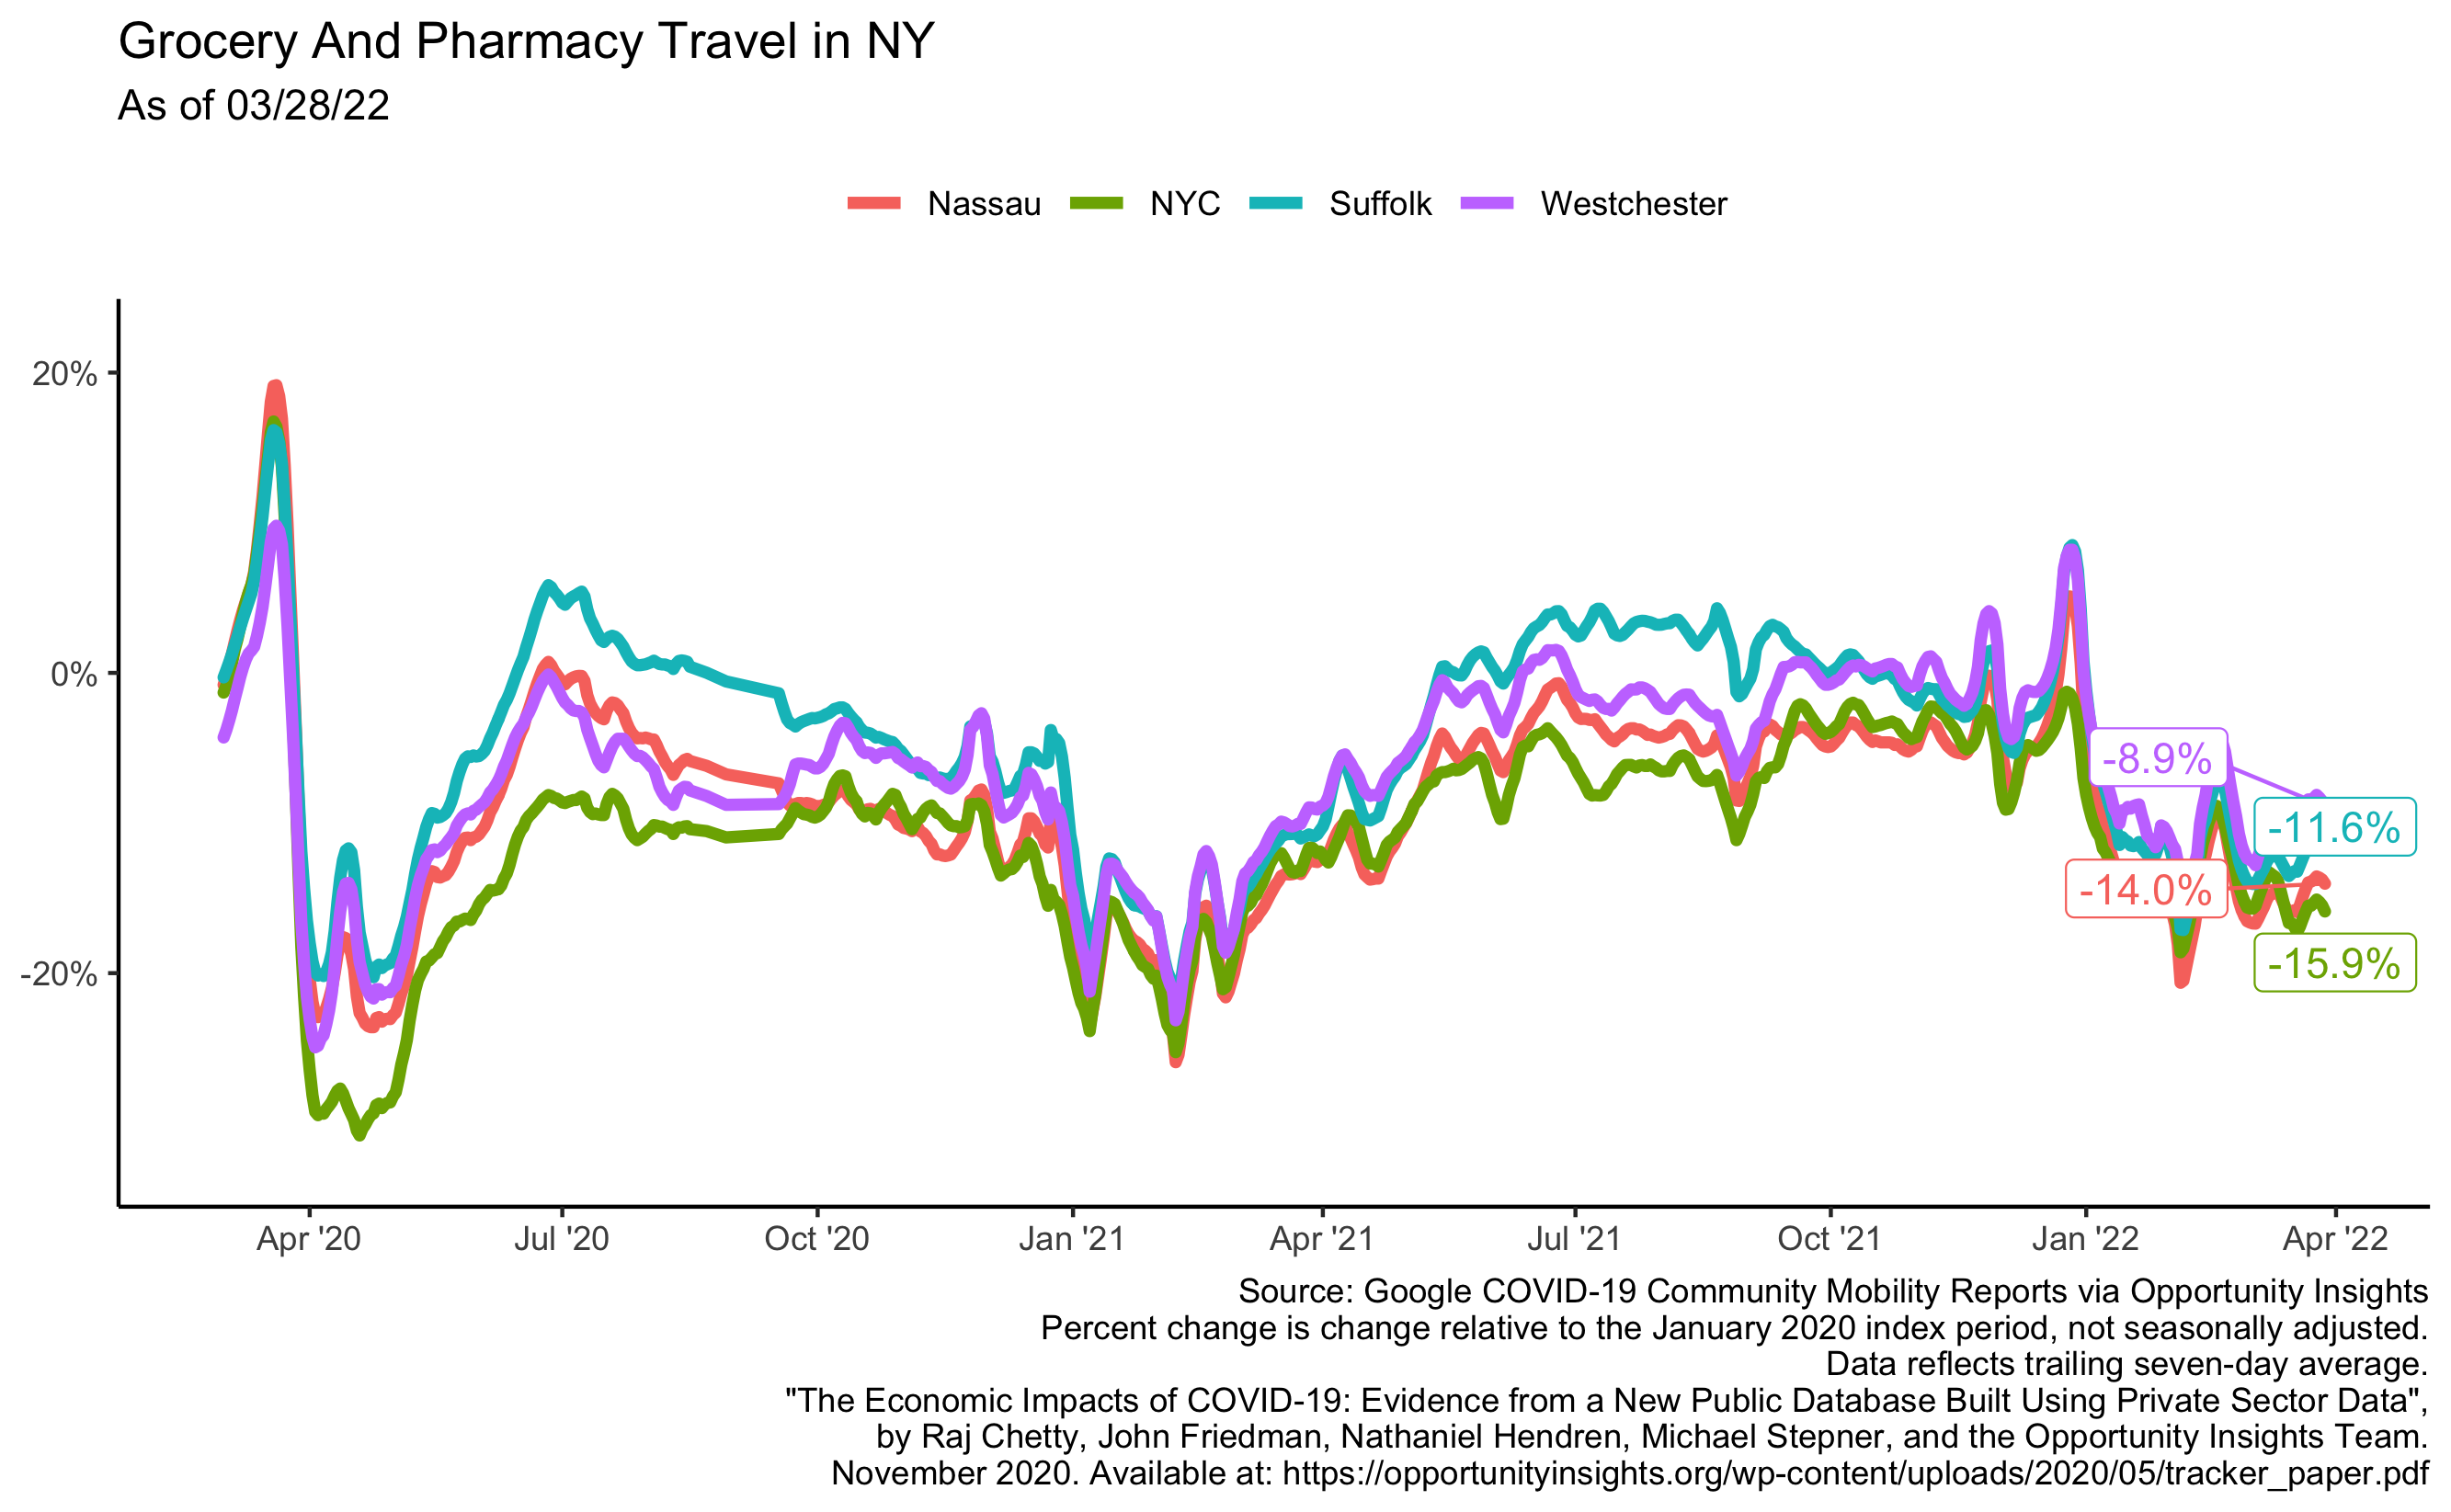 Grocery And Pharmacy Travel in NY
As of 03/28/22
Nassau NYC Suffolk Westchester
20%
0%
-20%
-8.9%
-11.6%
-14.0%
-15.9%
Apr '20 Jul '20 Oct '20 Jan '21 Apr '21 Jul '21 Oct '21 Jan '22 Apr '22
Source: Google COVID-19 Community Mobility Reports via Opportunity Insights
Percent change is change relative to the January 2020 index period, not seasonally adjusted.
Data reflects trailing seven-day average.
"The Economic Impacts of COVID-19: Evidence from a New Public Database Built Using Private Sector Data",
by Raj Chetty, John Friedman, Nathaniel Hendren, Michael Stepner, and the Opportunity Insights Team.
November 2020. Available at: https://opportunityinsights.org/wp-content/uploads/2020/05/tracker_paper.pdf